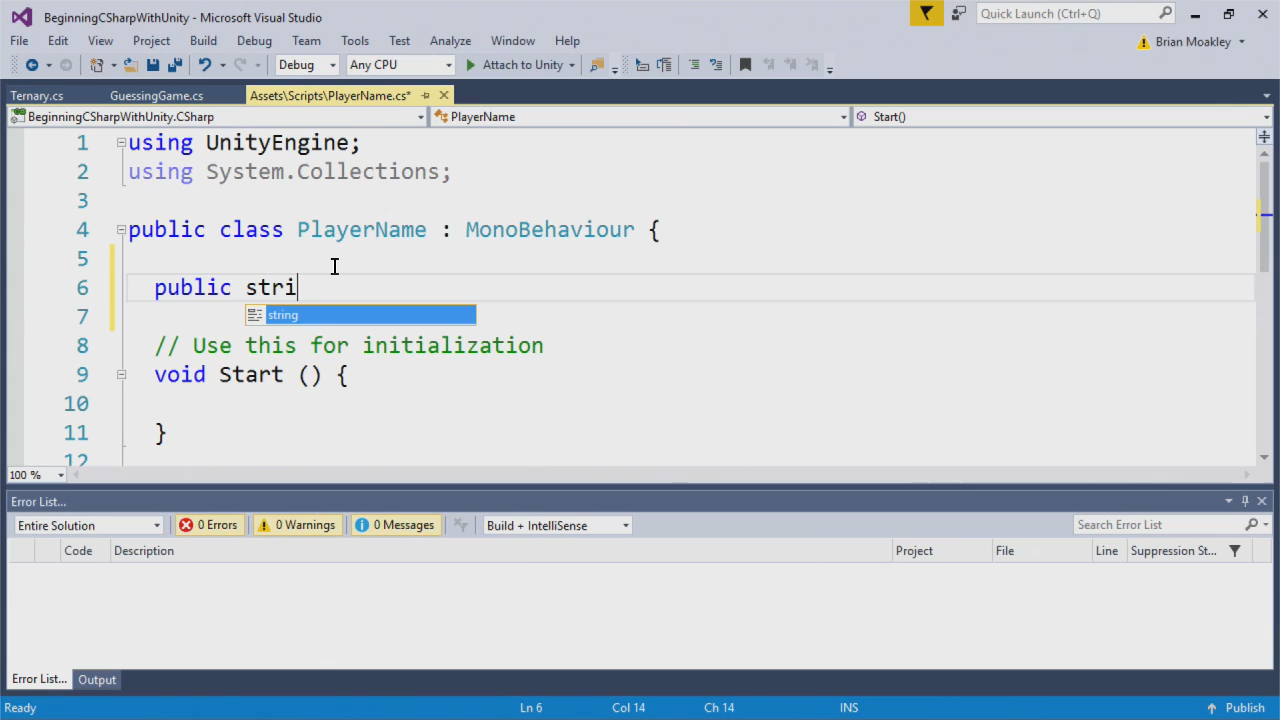 BeginningCSharpWithUnity - Microsoft Visual Studio
Quick Launch (Ctrl+Q)
File Edit View Project Build Debug Team Tools Test Analyze Window Help
Brian Moakley
Debug Any CPU Attach to Unity
Ternary.cs GuessingGame.cs Assets\Scripts\PlayerName.cs*
BeginningCSharpWithUnity.CSharp PlayerName Start()
1 using UnityEngine;
2 using System.Collections;
3
4 public class PlayerName : MonoBehaviour {
5
6 public stri
string
7
8 // Use this for initialization
9 void Start () {
10
11 }
12
100 %
Error List...
Entire Solution 0 Errors 0 Warnings 0 Messages Build + IntelliSense Search Error List
Code Description Project File Line Suppression St...
Error List... Output
Ready Ln 6 Col 14 Ch 14 INS Publish